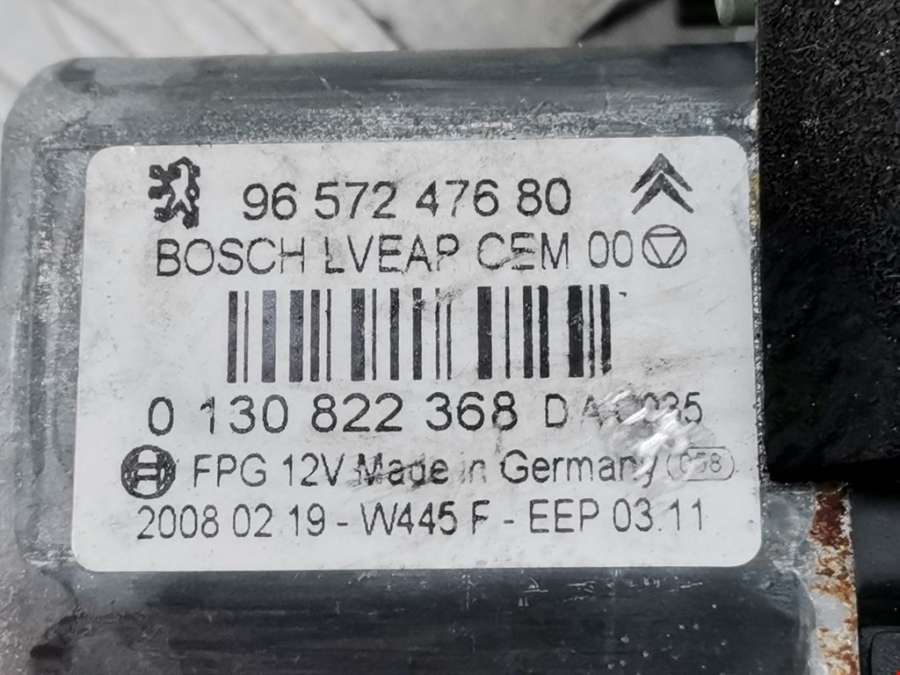 96 572 476 80
BOSCH LVEAP CEM 00
0 130 822 368 D A
FPG 12V Made in Germany 058
2008 02 19 - W445 F - EEP 03.11